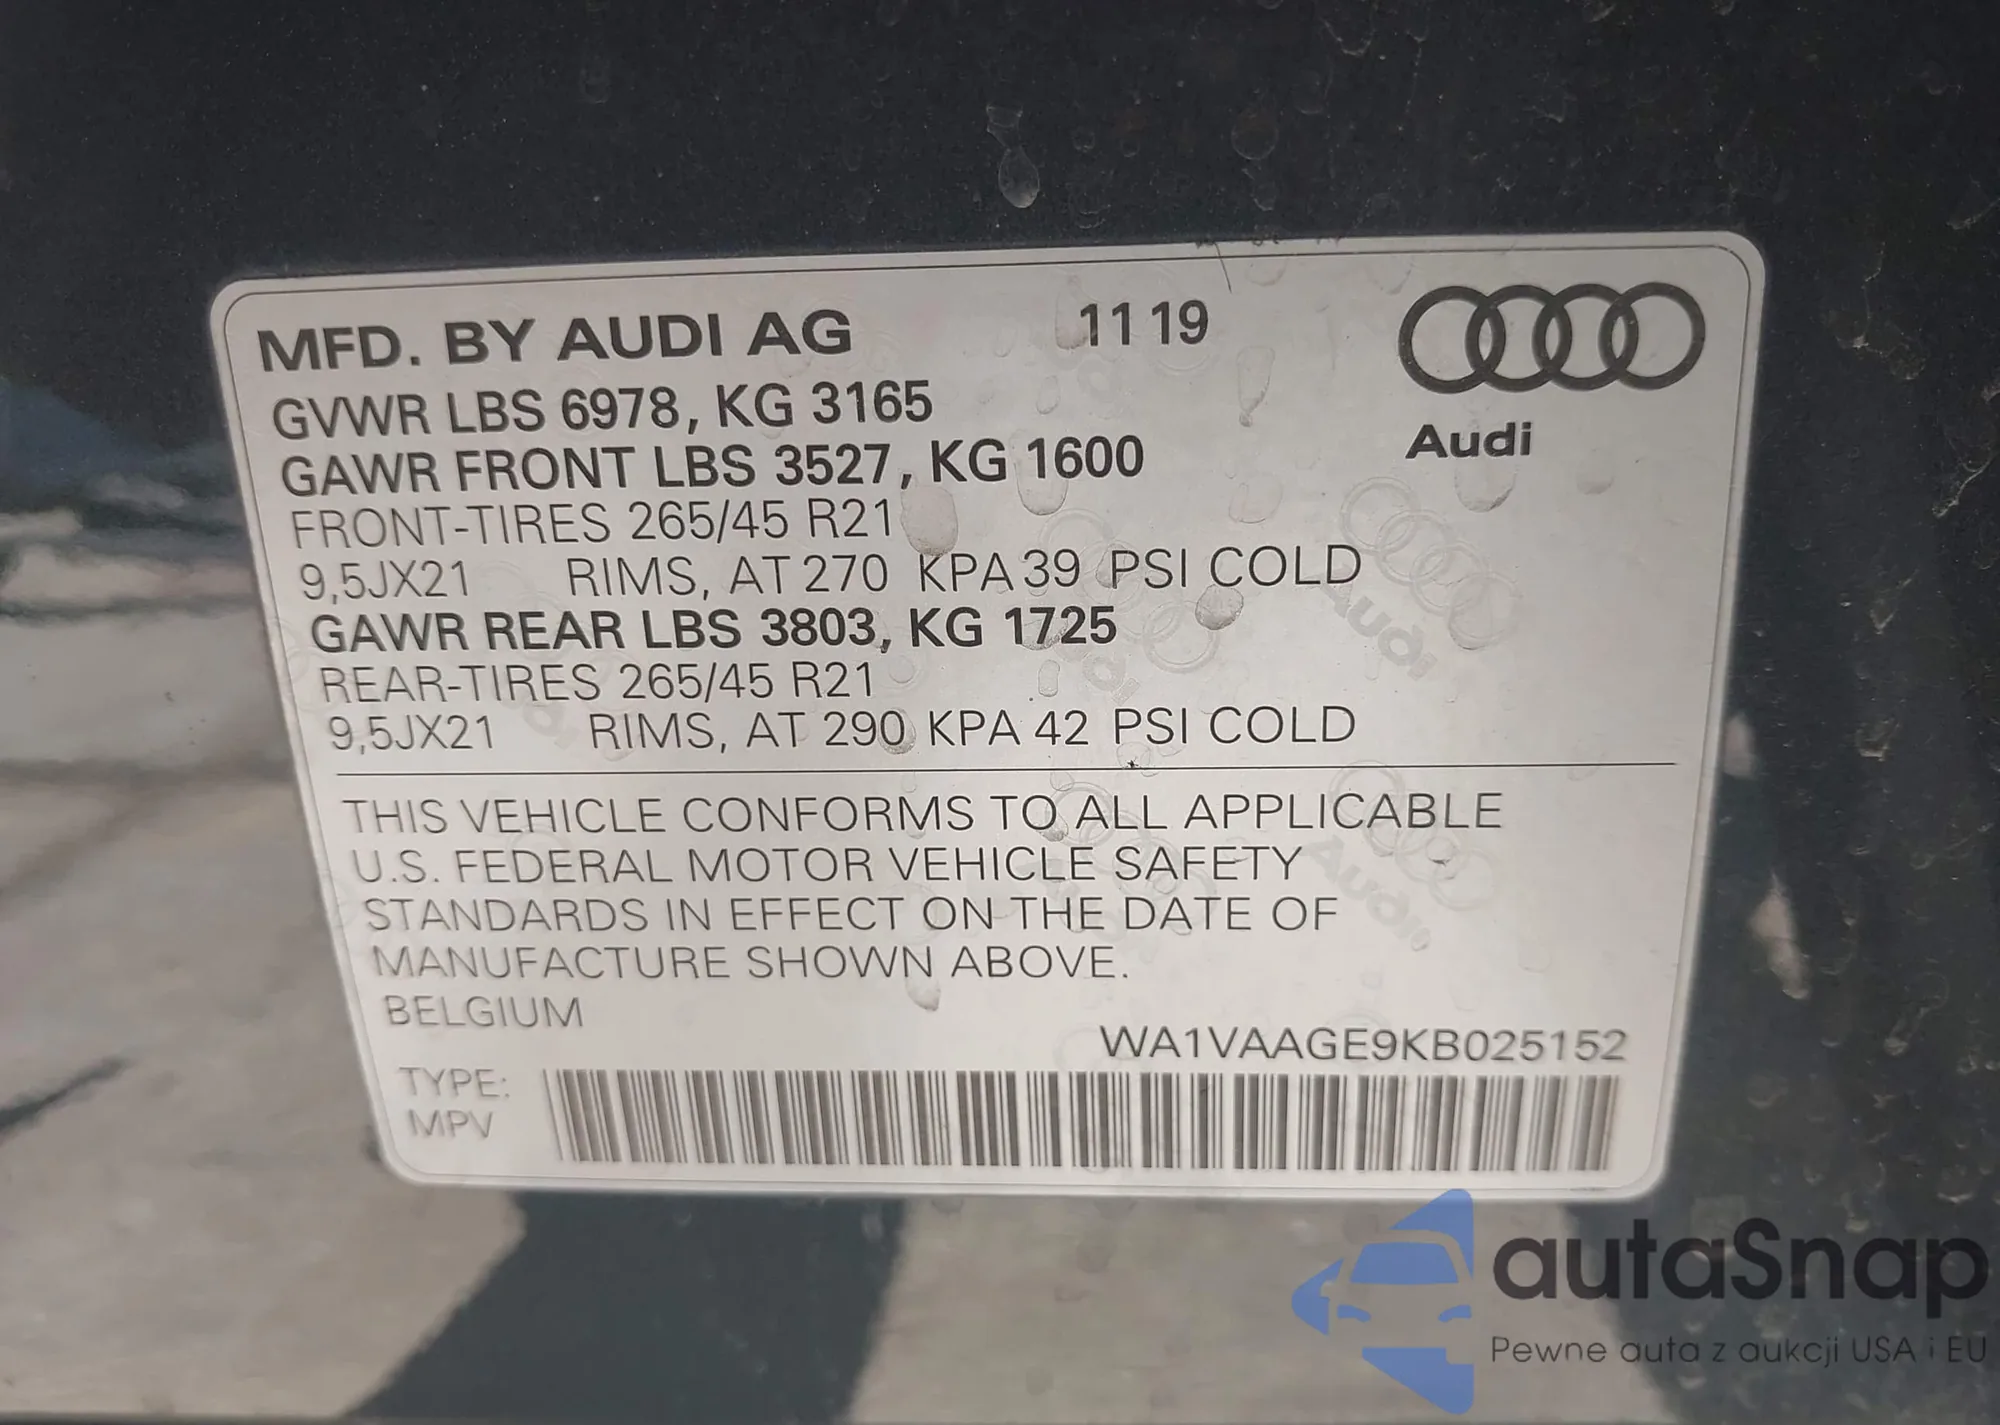 MFD. BY AUDI AG 11 19
GVWR LBS 6978, KG 3165
GAWR FRONT LBS 3527, KG 1600
Audi
FRONT-TIRES 265/45 R21
9,5JX21 RIMS, AT 270 KPA 39 PSI COLD
GAWR REAR LBS 3803, KG 1725
REAR-TIRES 265/45 R21
9,5JX21 RIMS, AT 290 KPA 42 PSI COLD
THIS VEHICLE CONFORMS TO ALL APPLICABLE
U.S. FEDERAL MOTOR VEHICLE SAFETY
STANDARDS IN EFFECT ON THE DATE OF
MANUFACTURE SHOWN ABOVE.
BELGIUM
WA1VAAGE9KB025152
TYPE:
MPV
autaSnap
Pewne auta z aukcji USA i EU